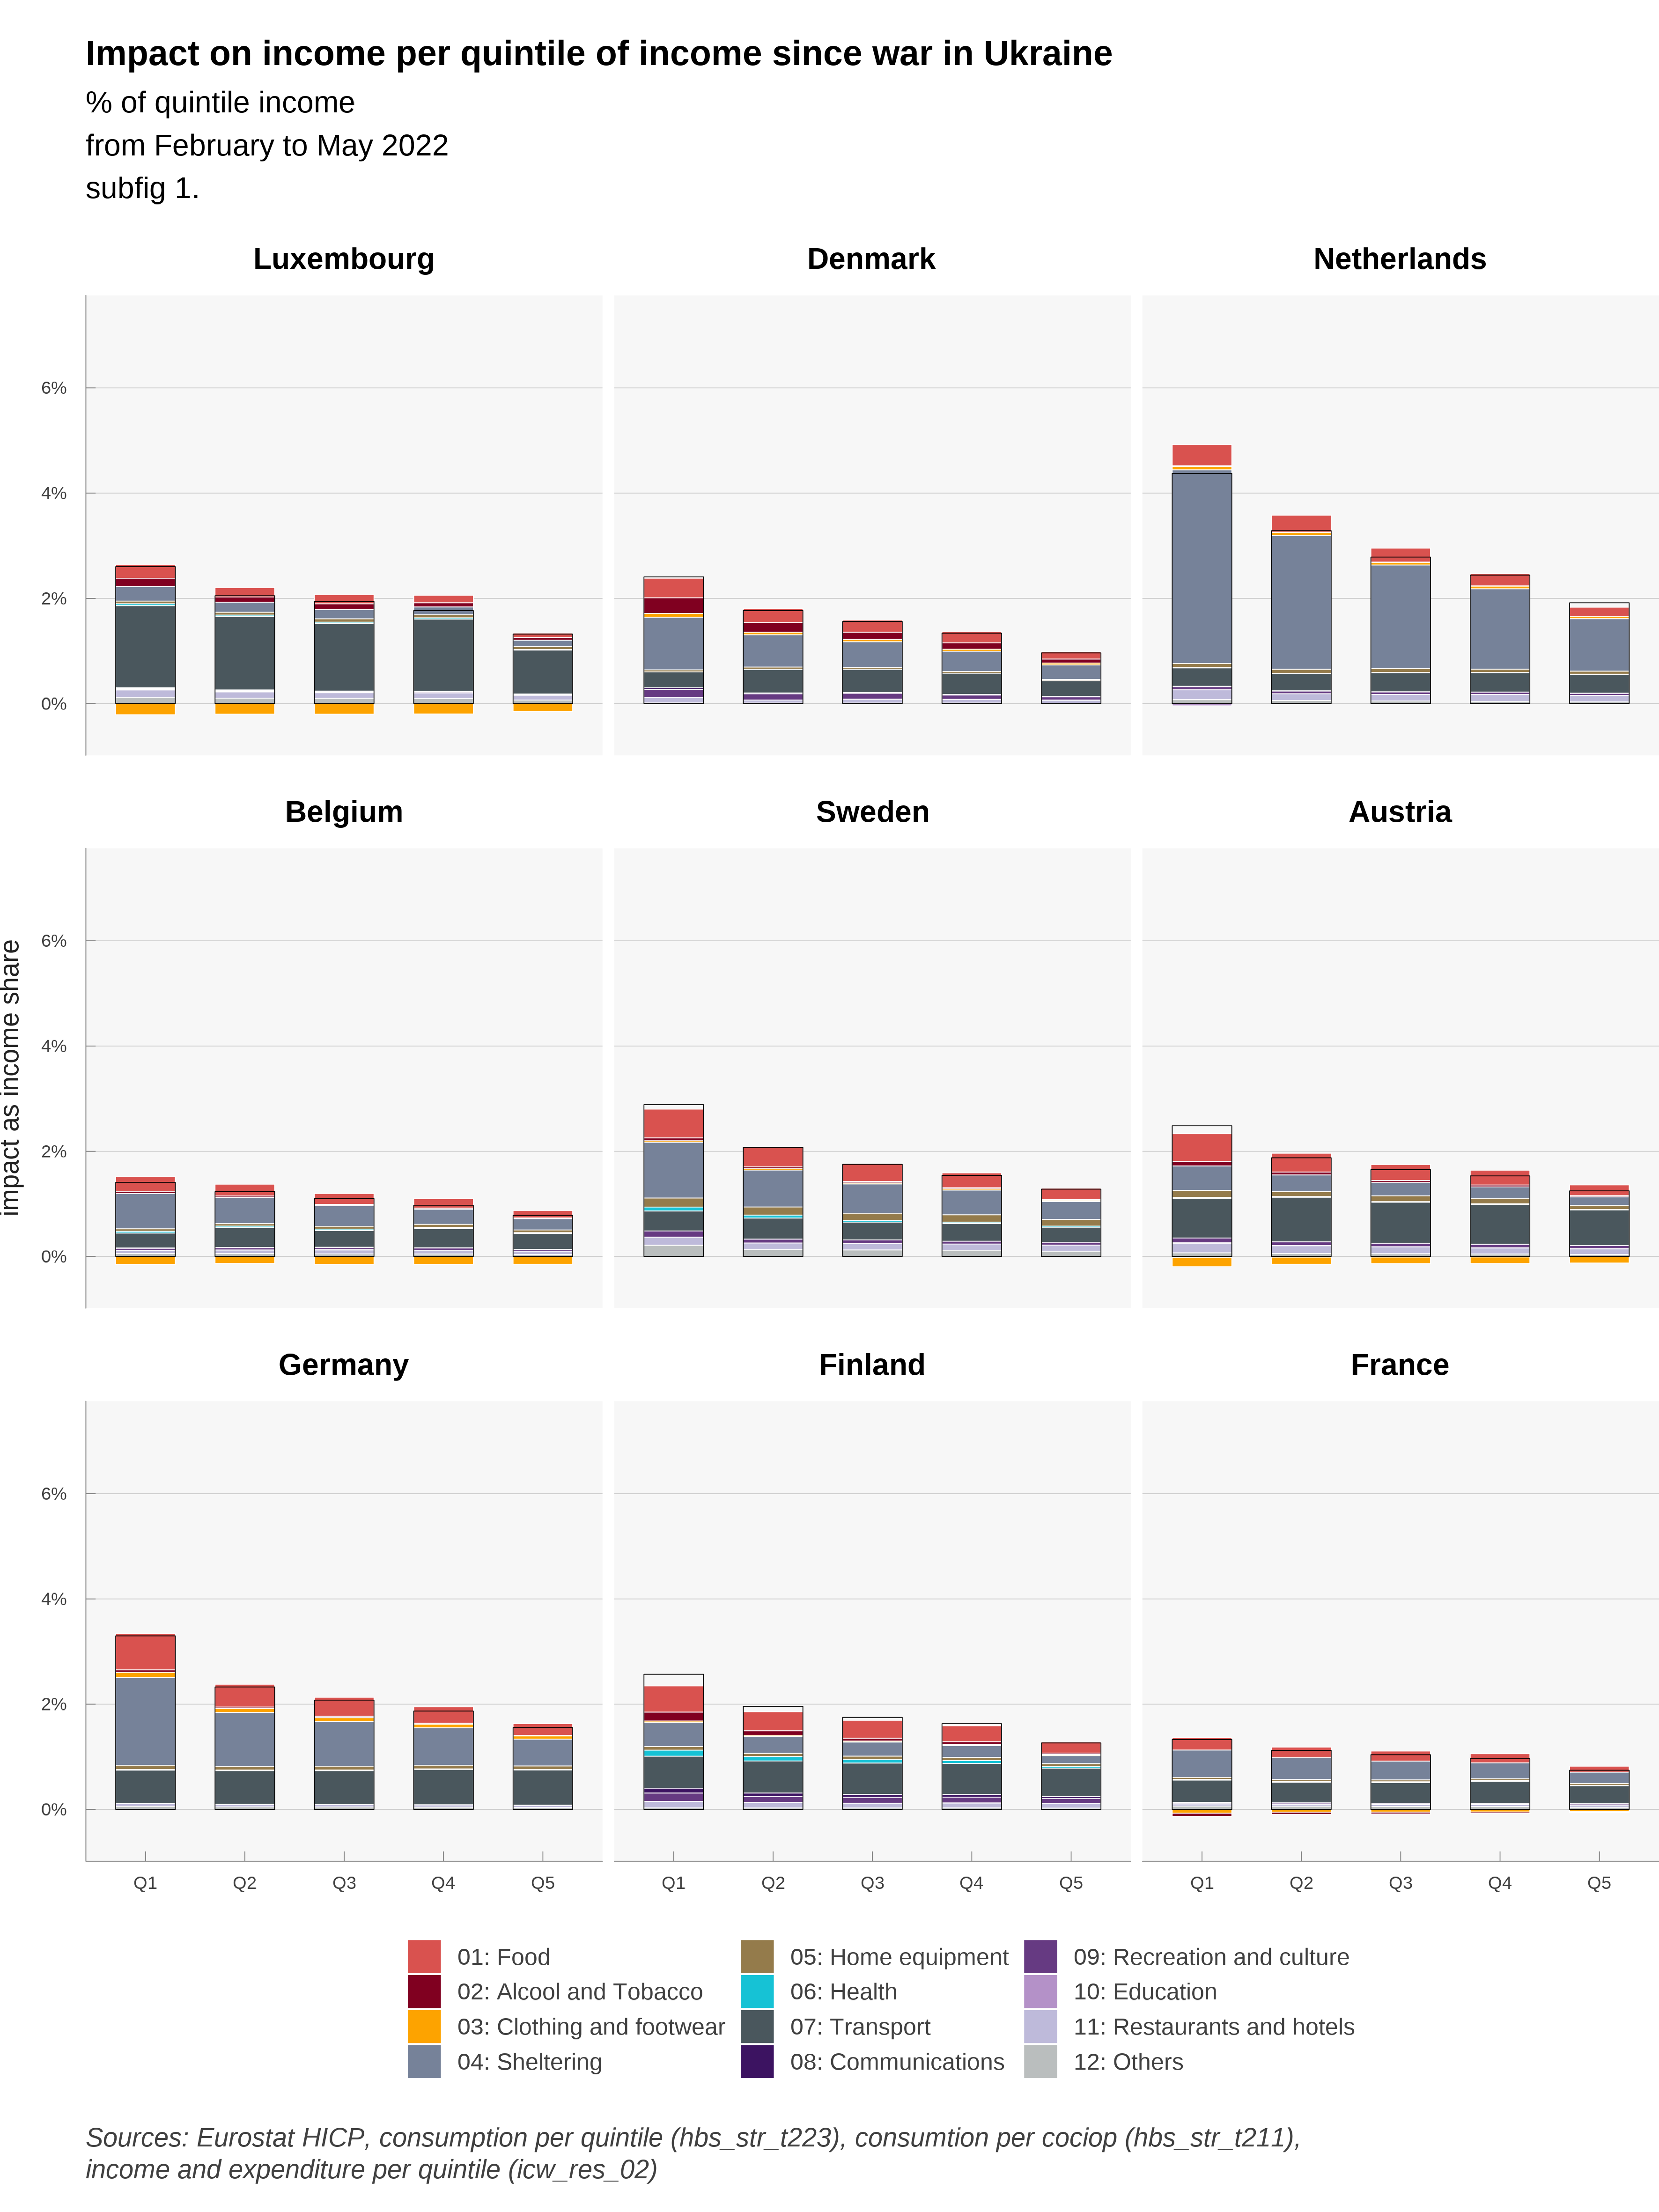 Impact on income per quintile of income since war in Ukraine
% of quintile income
from February to May 2022
subfig 1.
Luxembourg
Denmark
Netherlands
6%
4%
2%
0%
Belgium
Sweden
Austria
6%
4%
2%
0%
impact as income share
Germany
Finland
France
6%
4%
2%
0%
Q1 Q2 Q3 Q4 Q5 Q1 Q2 Q3 Q4 Q5 Q1 Q2 Q3 Q4 Q5
01: Food
02: Alcool and Tobacco
03: Clothing and footwear
04: Sheltering
05: Home equipment
06: Health
07: Transport
08: Communications
09: Recreation and culture
10: Education
11: Restaurants and hotels
12: Others
Sources: Eurostat HICP, consumption per quintile (hbs_str_t223), consumtion per cociop (hbs_str_t211),
income and expenditure per quintile (icw_res_02)